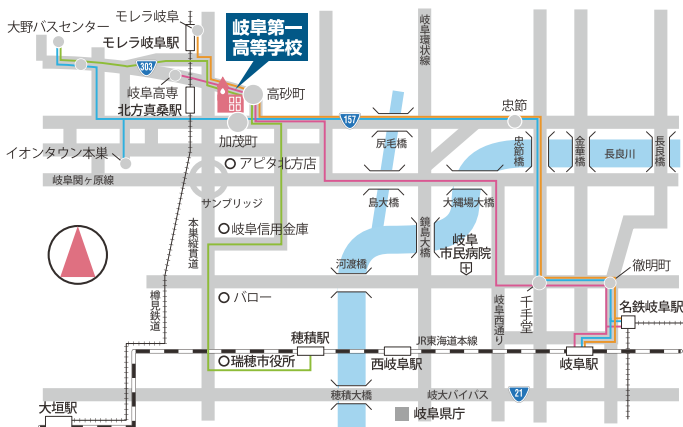 モレラ岐阜
大野バスセンター
モレラ岐阜駅
岐阜第一
高等学校
岐阜環状線
303
岐阜高専
高砂町
忠節
北方真桑駅
157
加茂町
尻毛橋
忠節橋
金華橋
長良川
長良橋
イオンタウン本巣
アピタ北方店
岐阜関ヶ原線
サンブリッジ
島大橋
大縄場大橋
本巣縦貫道
岐阜信用金庫
鏡島大橋
岐阜
市民病院
河渡橋
徹明町
樽見鉄道
バロー
岐阜西通り
千手堂
名鉄岐阜駅
穂積駅
JR東海道本線
瑞穂市役所
西岐阜駅
岐阜駅
穂積大橋
岐大バイパス
21
大垣駅
岐阜県庁